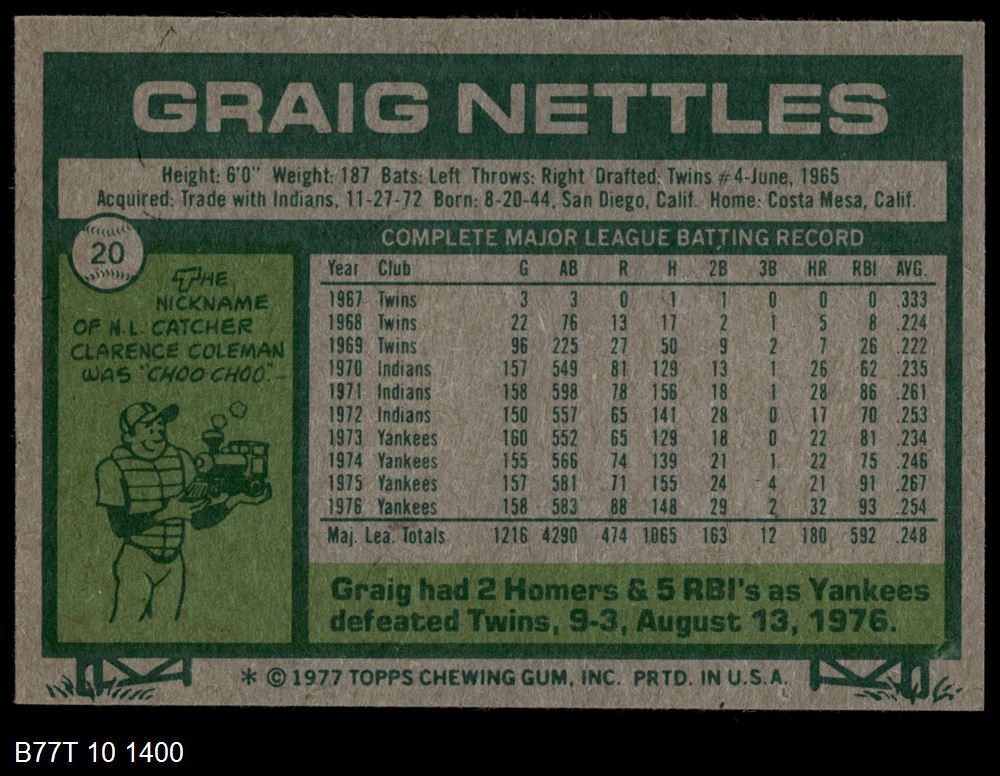 GRAIG NETTLES
Height: 6'0" Weight: 187 Bats: Left Throws: Right Drafted: Twins #4-June, 1965
Acquired: Trade with Indians, 11-27-72 Born: 8-20-44, San Diego, Calif. Home: Costa Mesa, Calif.
20
THE
NICKNAME
OF N.L. CATCHER
CLARENCE COLEMAN
WAS "CHOO CHOO."
COMPLETE MAJOR LEAGUE BATTING RECORD
Year Club G AB R H 2B 3B HR RBI AVG.
1967 Twins 3 3 0 1 1 0 0 0 .333
1968 Twins 22 76 13 17 2 1 5 8 .224
1969 Twins 96 225 27 50 9 2 7 26 .222
1970 Indians 157 549 81 129 13 1 26 62 .235
1971 Indians 158 598 78 156 18 1 28 86 .261
1972 Indians 150 557 65 141 28 0 17 70 .253
1973 Yankees 160 552 65 129 18 0 22 81 .234
1974 Yankees 155 566 74 139 21 1 22 75 .246
1975 Yankees 157 581 71 155 24 4 21 91 .267
1976 Yankees 158 583 88 148 29 2 32 93 .254
Maj. Lea. Totals 1216 4290 474 1065 163 12 180 592 .248
Graig had 2 Homers & 5 RBI's as Yankees
defeated Twins, 9-3, August 13, 1976.
* © 1977 TOPPS CHEWING GUM, INC. PRTD. IN U.S.A.
B77T 10 1400